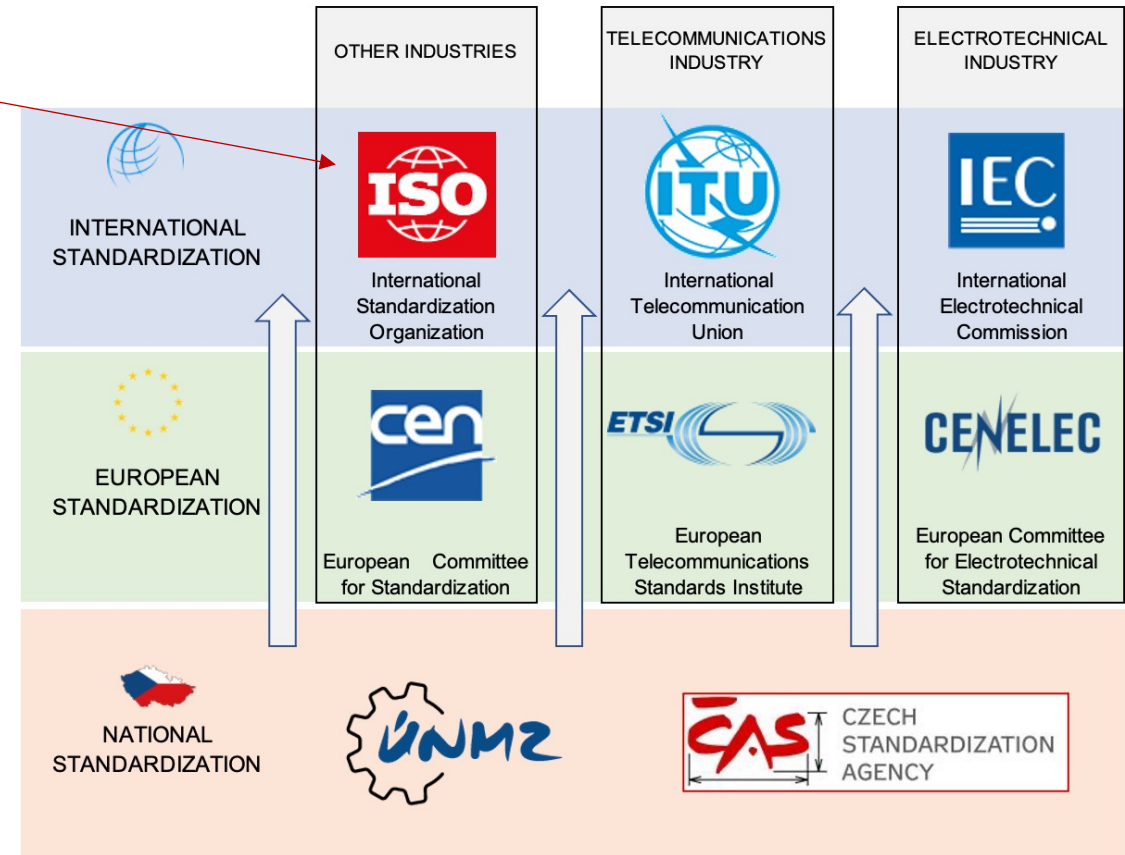 OTHER INDUSTRIES
TELECOMMUNICATIONS
INDUSTRY
ELECTROTECHNICAL
INDUSTRY
INTERNATIONAL
STANDARDIZATION
ISO
International
Standardization
Organization
ITU
International
Telecommunication
Union
IEC
International
Electrotechnical
Commission
EUROPEAN
STANDARDIZATION
cen
European Committee
for Standardization
ETSI
European
Telecommunications
Standards Institute
CENELEC
European Committee
for Electrotechnical
Standardization
NATIONAL
STANDARDIZATION
ÚNMZ
ČAS
CZECH
STANDARDIZATION
AGENCY